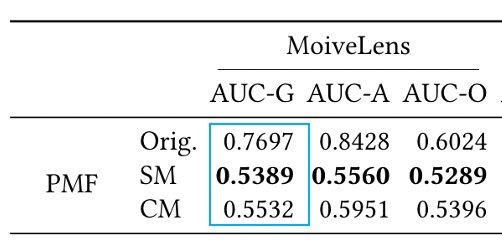 MoiveLens
AUC-G AUC-A AUC-O
Orig. 0.7697 0.8428 0.6024
PMF SM 0.5389 0.5560 0.5289
CM 0.5532 0.5951 0.5396